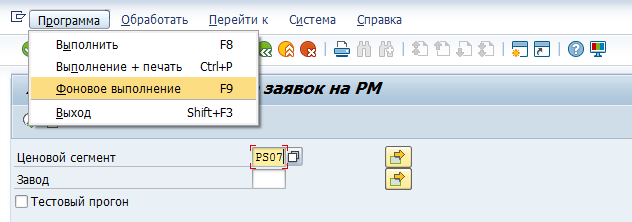 Программа Обработать Перейти к Система Справка
Выполнить F8
Выполнение + печать Ctrl+P
Фоновое выполнение F9
Выход Shift+F3
заявок на РМ
Ценовой сегмент PS07
Завод
Тестовый прогон